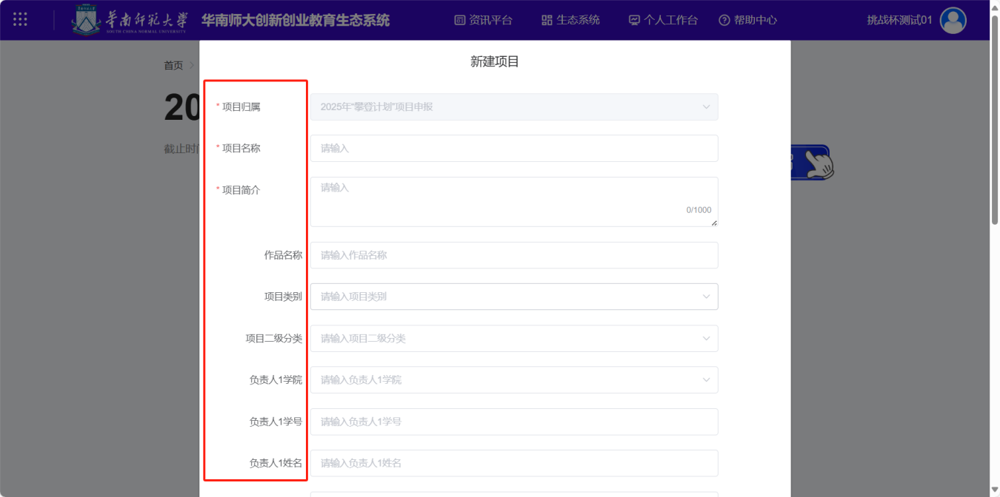 华南师范大学
SOUTH CHINA NORMAL UNIVERSITY
华南师大创新创业教育生态系统
资讯平台
生态系统
个人工作台
帮助中心
挑战杯测试01
首页
新建项目
20
截止时间
* 项目归属
2025年“攀登计划”项目申报
* 项目名称
请输入
* 项目简介
请输入
0/1000
作品名称
请输入作品名称
项目类别
请输入项目类别
项目二级分类
请输入项目二级分类
负责人1学院
请输入负责人1学院
负责人1学号
请输入负责人1学号
负责人1姓名
请输入负责人1姓名